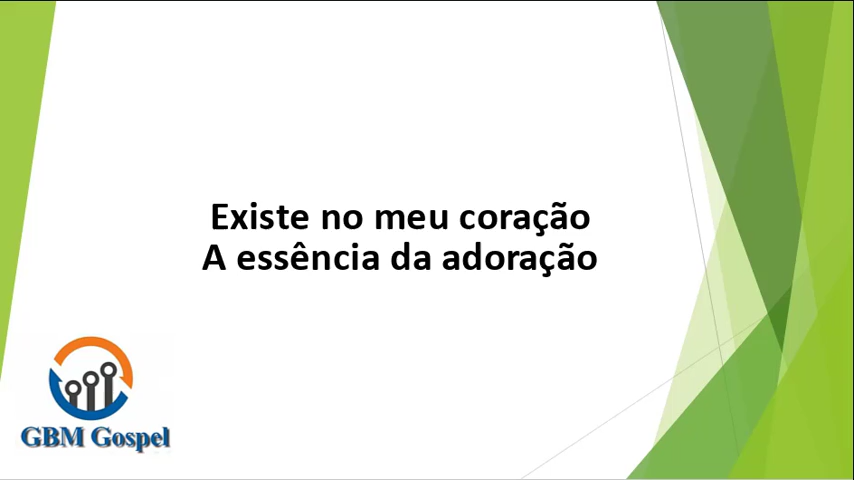 Existe no meu coração
A essência da adoração
GBM Gospel